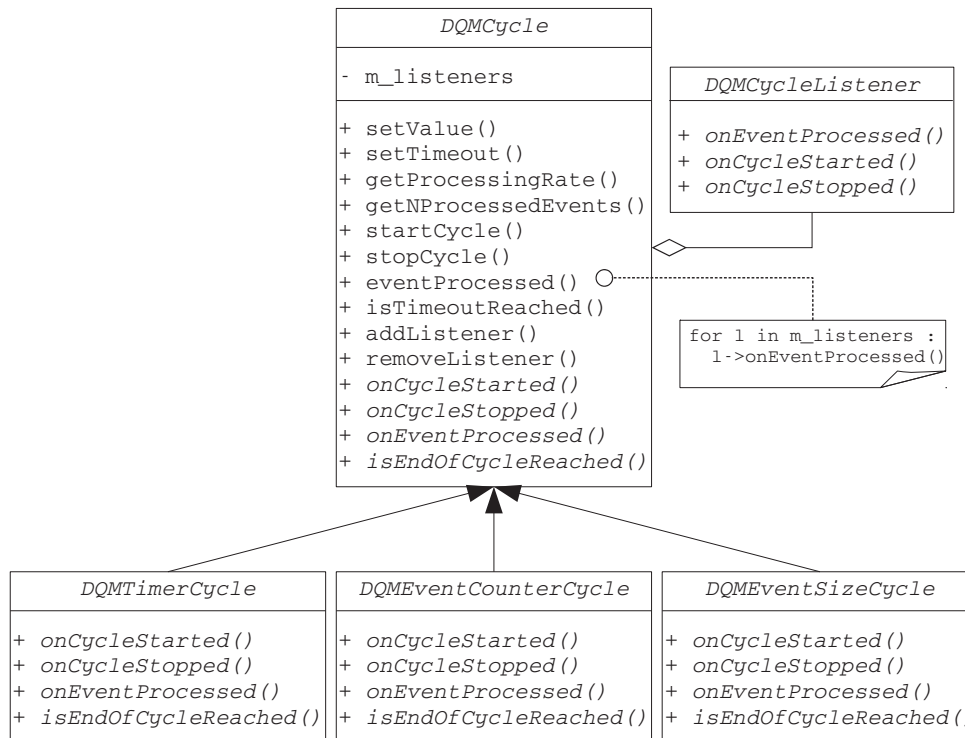 DQMCycle
- m_listeners
+ setValue()
+ setTimeout()
+ getProcessingRate()
+ getNProcessedEvents()
+ startCycle()
+ stopCycle()
+ eventProcessed()
+ isTimeoutReached()
+ addListener()
+ removeListener()
+ onCycleStarted()
+ onCycleStopped()
+ onEventProcessed()
+ isEndOfCycleReached()
DQMCycleListener
+ onEventProcessed()
+ onCycleStarted()
+ onCycleStopped()
for l in m_listeners :
l->onEventProcessed()
DQMTimerCycle
+ onCycleStarted()
+ onCycleStopped()
+ onEventProcessed()
+ isEndOfCycleReached()
DQMEventCounterCycle
+ onCycleStarted()
+ onCycleStopped()
+ onEventProcessed()
+ isEndOfCycleReached()
DQMEventSizeCycle
+ onCycleStarted()
+ onCycleStopped()
+ onEventProcessed()
+ isEndOfCycleReached()